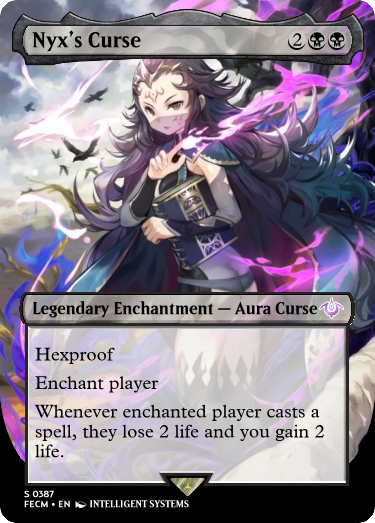 Nyx's Curse 2
Legendary Enchantment — Aura Curse
Hexproof
Enchant player
Whenever enchanted player casts a
spell, they lose 2 life and you gain 2
life.
S 0387
FECM • EN INTELLIGENT SYSTEMS